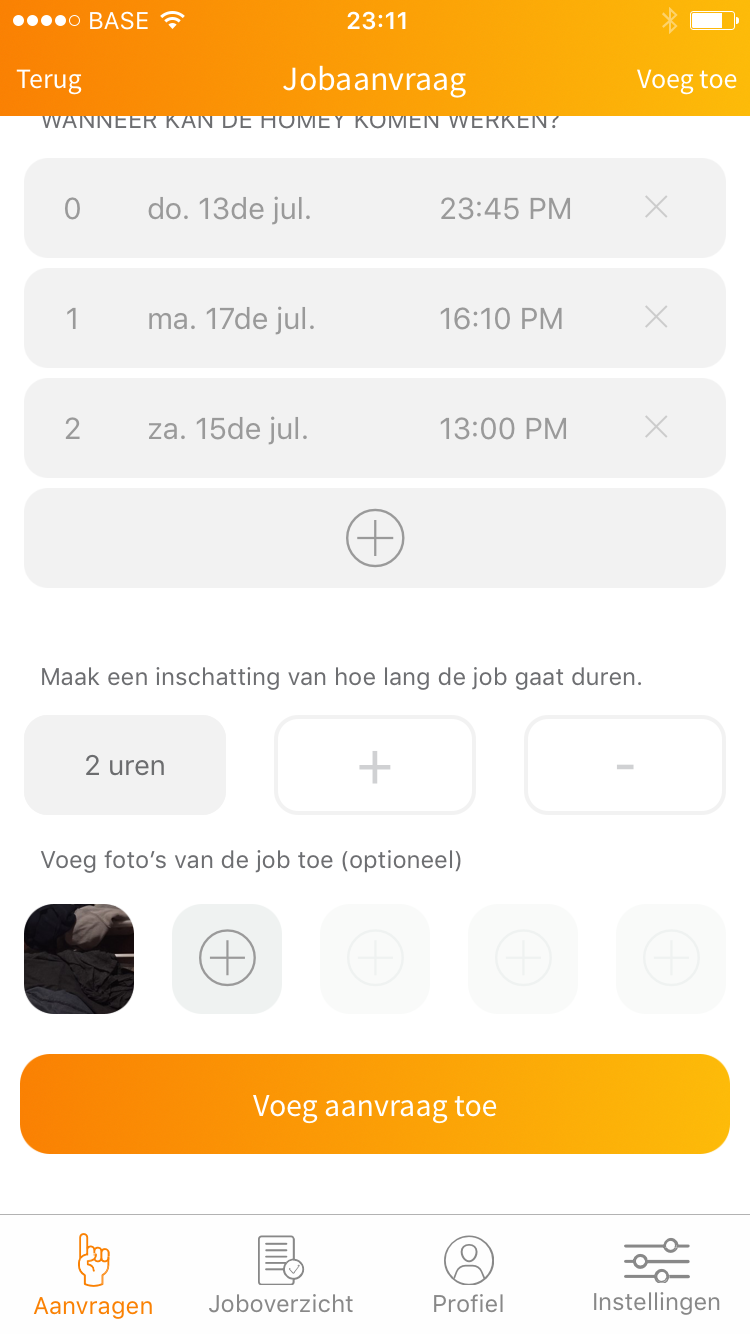 BASE 23:11
Terug Jobaanvraag Voeg toe
WANNEER KAN DE HOMEY KOMEN WERKEN?
0 do. 13de jul. 23:45 PM
1 ma. 17de jul. 16:10 PM
2 za. 15de jul. 13:00 PM
Maak een inschatting van hoe lang de job gaat duren.
2 uren + -
Voeg foto's van de job toe (optioneel)
Voeg aanvraag toe
Aanvragen Joboverzicht Profiel Instellingen